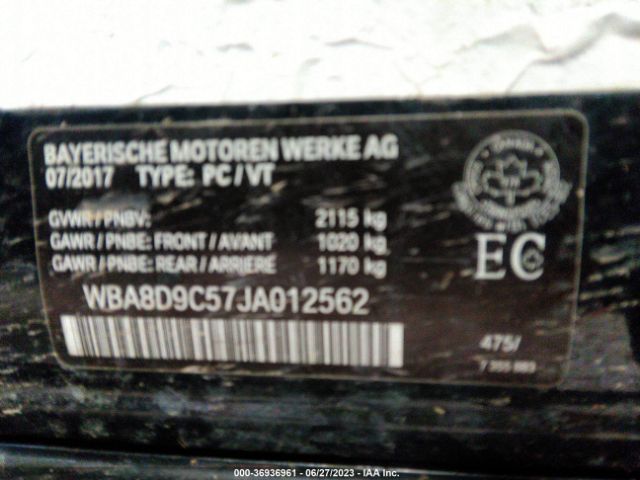 BAYERISCHE MOTOREN WERKE AG
07/2017 TYPE: PC / VT
GVWR / PNBV: 2115 kg
GAWR / PNBE: FRONT / AVANT 1020 kg
GAWR / PNBE: REAR / ARRIÈRE 1170 kg
WBA8D9C57JA012562
EC
475/
000-36936961 - 06/27/2023 - IAA Inc.